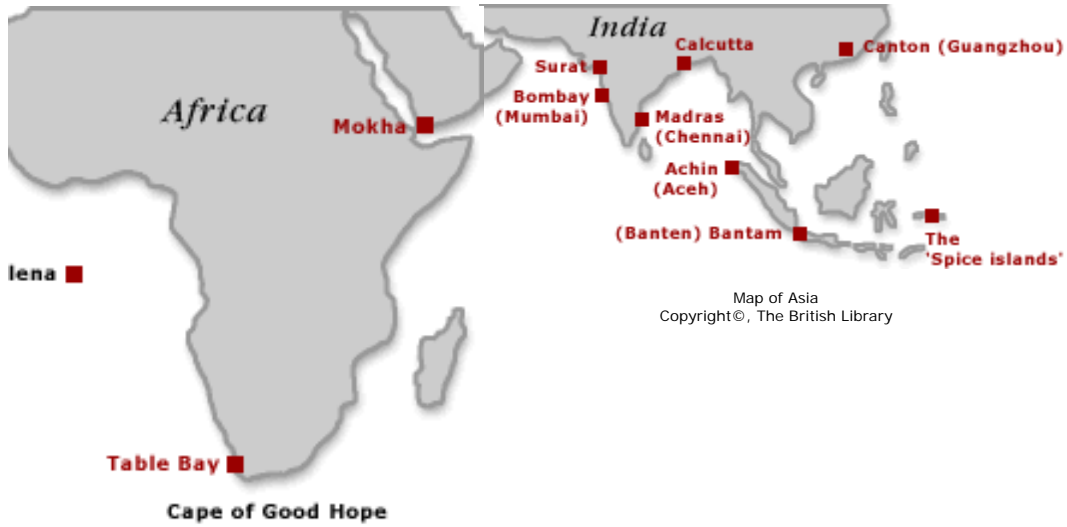 Africa
Mokha
lena
Table Bay
Cape of Good Hope
India
Calcutta
Canton (Guangzhou)
Surat
Bombay
(Mumbai)
Madras
(Chennai)
Achin
(Aceh)
(Banten) Bantam
The
'Spice islands'
Map of Asia
Copyright©, The British Library